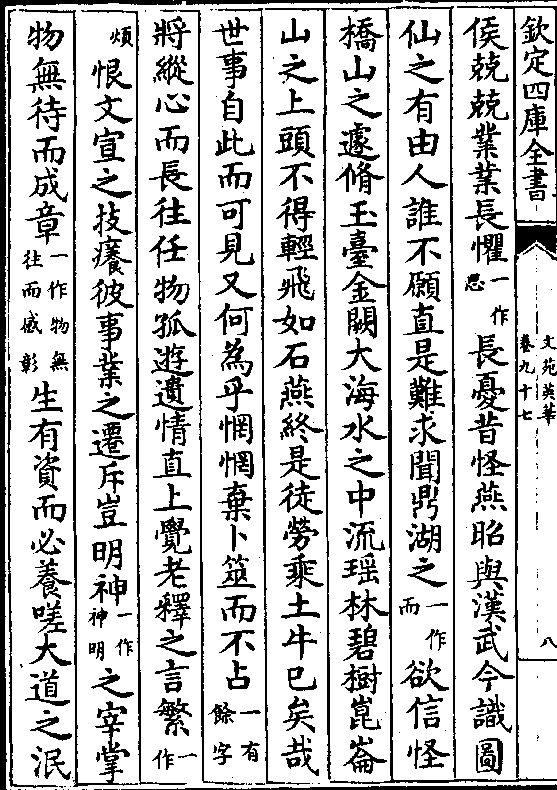 欽定四庫全書
文苑英華
卷九十七
八
侯兢兢業業長懼一作恐長憂昔怪燕昭與漢武今識圖
仙之有由人誰不願直是難求聞鼎湖之一作而欲信怪
橋山之遽脩玉臺金闕大海水之中流瑶林碧樹崑崙
山之上頭不得輕飛如石燕終是徒勞乗土牛已矣哉
世事自此而可見又何為乎惘惘棄卜筮而不占一有餘字
將縱心而長往任物孤遊遺情直上覺老釋之言繁一作
煩恨文宣之技癢彼事業之遷斥豈明神一作神明之宰掌
物無待而成章一作物無往而感彰生有資而必養嗟大道之泯